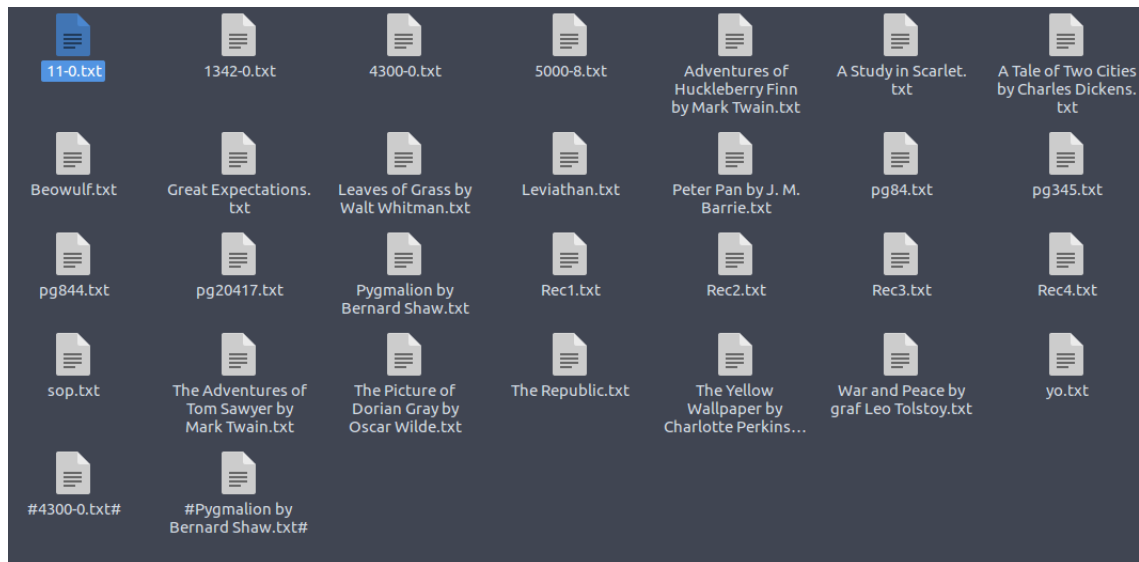 11-0.txt
1342-0.txt
4300-0.txt
5000-8.txt
Adventures of
Huckleberry Finn
by Mark Twain.txt
A Study in Scarlet.
txt
A Tale of Two Cities
by Charles Dickens.
txt
Beowulf.txt
Great Expectations.
txt
Leaves of Grass by
Walt Whitman.txt
Leviathan.txt
Peter Pan by J. M.
Barrie.txt
pg84.txt
pg345.txt
pg844.txt
pg20417.txt
Pygmalion by
Bernard Shaw.txt
Rec1.txt
Rec2.txt
Rec3.txt
Rec4.txt
sop.txt
The Adventures of
Tom Sawyer by
Mark Twain.txt
The Picture of
Dorian Gray by
Oscar Wilde.txt
The Republic.txt
The Yellow
Wallpaper by
Charlotte Perkins...
War and Peace by
graf Leo Tolstoy.txt
yo.txt
#4300-0.txt#
#Pygmalion by
Bernard Shaw.txt#